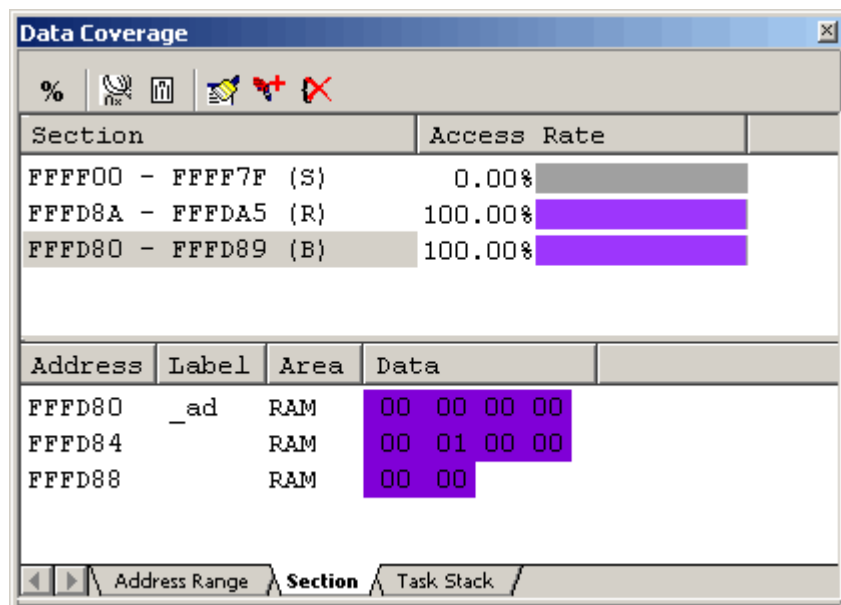 Data Coverage
%
Section Access Rate
FFFF00 - FFFF7F (S) 0.00%
FFFD8A - FFFDA5 (R) 100.00%
FFFD80 - FFFD89 (B) 100.00%
Address Label Area Data
FFFD80 _ad RAM 00 00 00 00
FFFD84 RAM 00 01 00 00
FFFD88 RAM 00 00
Address Range Section Task Stack